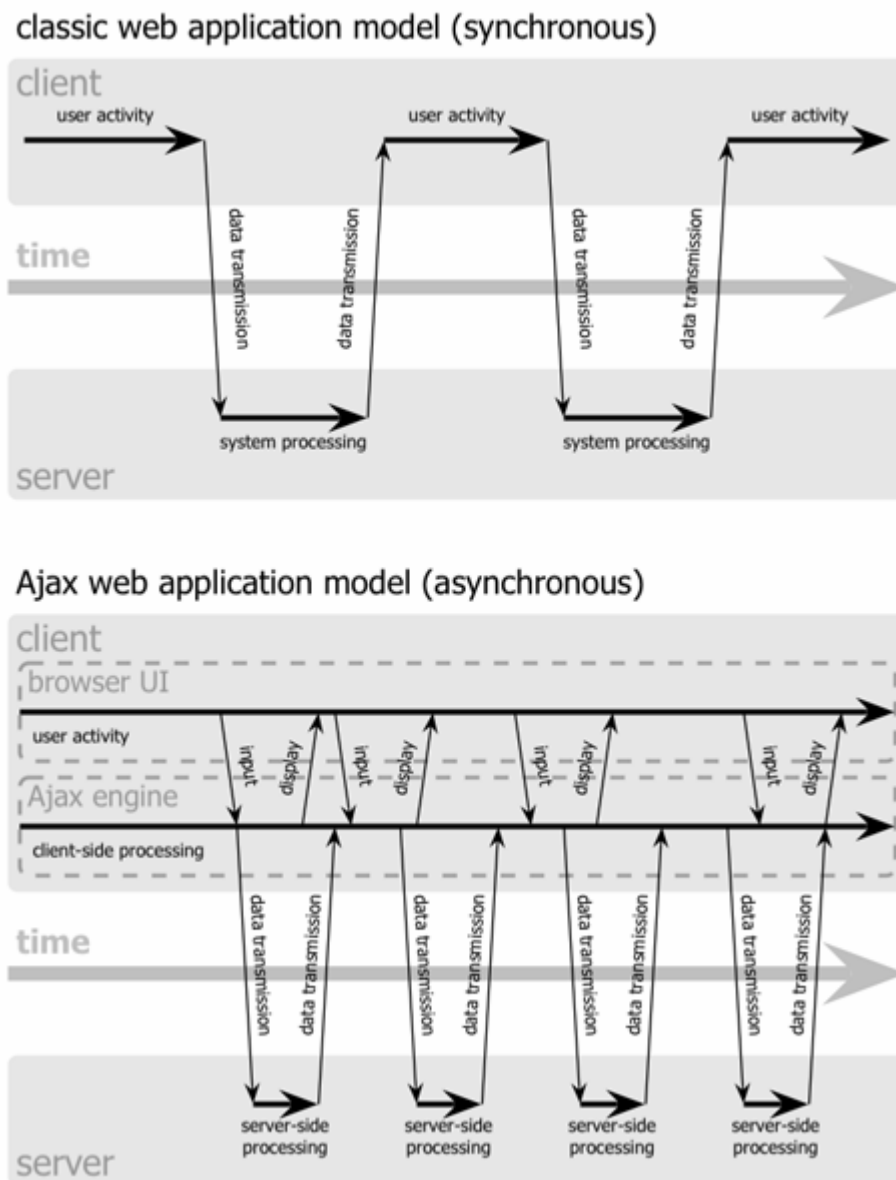 classic web application model (synchronous)
client
user activity
user activity
user activity
data transmission
data transmission
data transmission
data transmission
time
system processing
system processing
server
Ajax web application model (asynchronous)
client
browser UI
user activity
input
display
input
display
input
display
input
display
Ajax engine
client-side processing
data transmission
data transmission
data transmission
data transmission
data transmission
data transmission
data transmission
data transmission
time
server-side
processing
server-side
processing
server-side
processing
server-side
processing
server